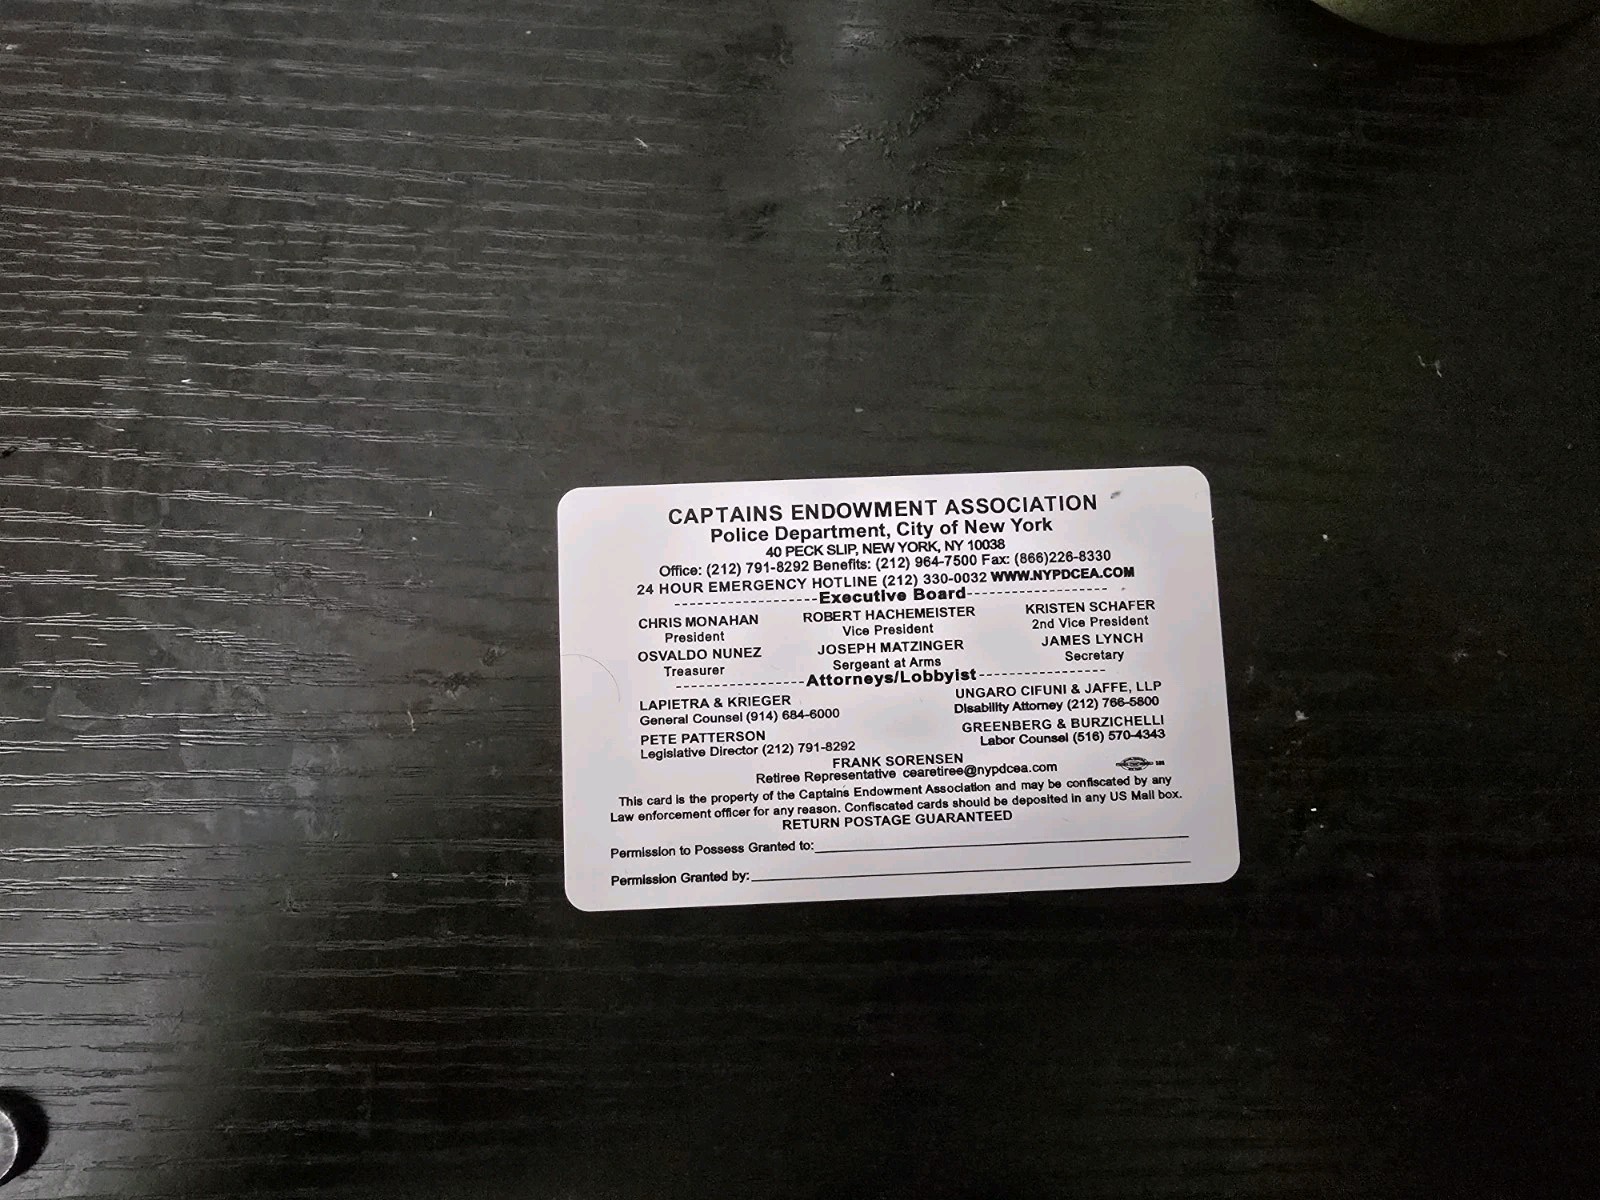 CAPTAINS ENDOWMENT ASSOCIATION
Police Department, City of New York
40 PECK SLIP, NEW YORK, NY 10038
Office: (212) 791-8292 Benefits: (212) 964-7500 Fax: (866)226-8330
24 HOUR EMERGENCY HOTLINE (212) 330-0032 WWW.NYPDCEA.COM
-------------------Executive Board-------------------
CHRIS MONAHAN ROBERT HACHEMEISTER KRISTEN SCHAFER
President Vice President 2nd Vice President
OSVALDO NUNEZ JOSEPH MATZINGER JAMES LYNCH
Treasurer Sergeant at Arms Secretary
-----------------Attorneys/Lobbyist-----------------
LAPIETRA & KRIEGER UNGARO CIFUNI & JAFFE, LLP
General Counsel (914) 684-6000 Disability Attorney (212) 766-5800
PETE PATTERSON GREENBERG & BURZICHELLI
Legislative Director (212) 791-8292 Labor Counsel (516) 570-4343
FRANK SORENSEN
Retiree Representative cearetiree@nypdcea.com
This card is the property of the Captains Endowment Association and may be confiscated by any
Law enforcement officer for any reason. Confiscated cards should be deposited in any US Mail box.
RETURN POSTAGE GUARANTEED
Permission to Possess Granted to:
Permission Granted by: